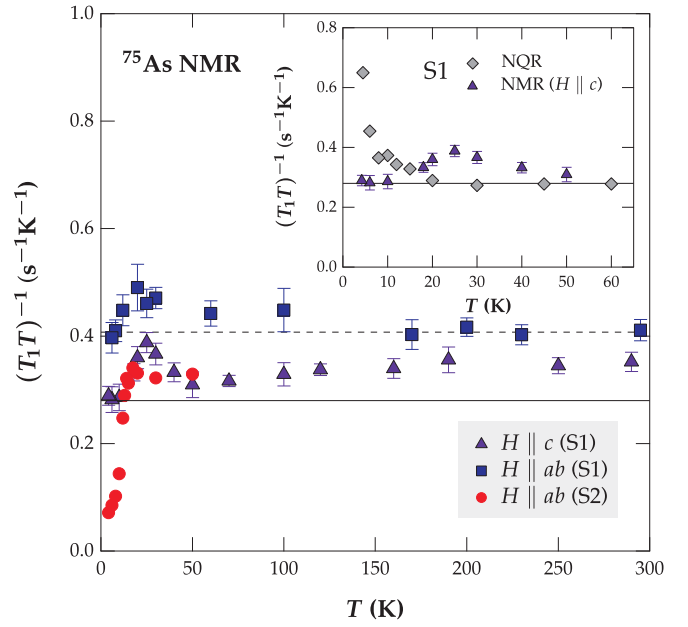 1.0
0.8
0.6
0.4
0.2
0.0
0
50
100
150
200
250
300
(T₁T)⁻¹ (s⁻¹K⁻¹)
T (K)
⁷⁵As NMR
H ∥ c (S1)
H ∥ ab (S1)
H ∥ ab (S2)
0.8
0.6
0.4
0.2
0.0
0
10
20
30
40
50
60
(T₁T)⁻¹ (s⁻¹K⁻¹)
T (K)
S1
NQR
NMR (H ∥ c)